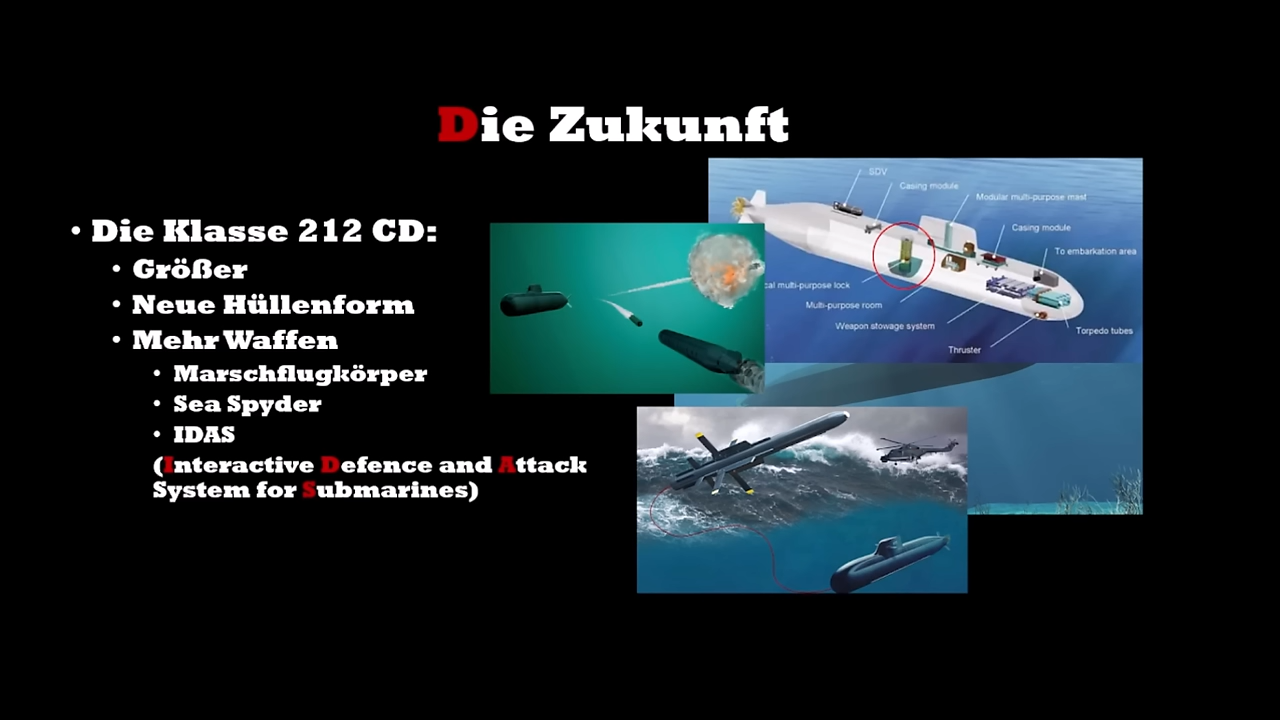 Die Zukunft
• Die Klasse 212 CD:
• Größer
• Neue Hüllenform
• Mehr Waffen
• Marschflugkörper
• Sea Spyder
• IDAS
(Interactive Defence and Attack
System for Submarines)
SDV
Casing module
Modular multi-purpose mast
Casing module
To embarkation area
multi-purpose lock
Multi-purpose room
Weapon stowage system
Torpedo tubes
Thruster